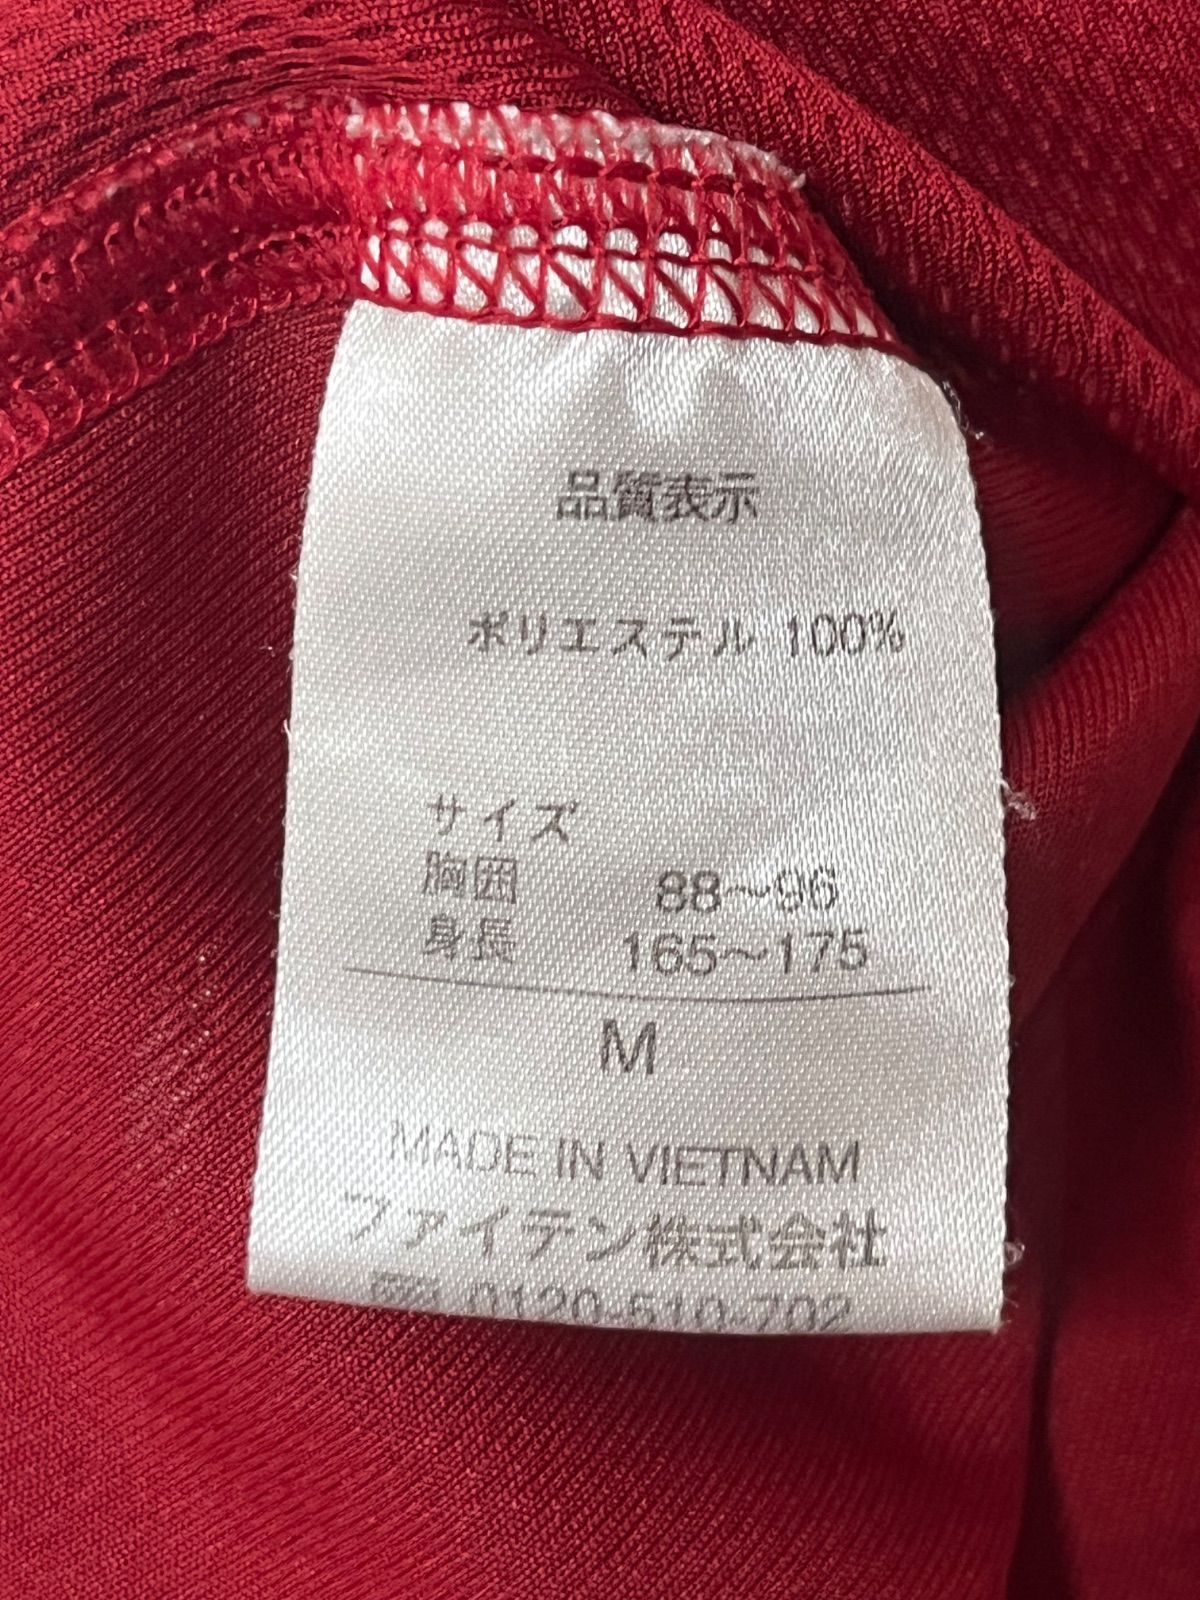 品質表示
ポリエステル 100%
サイズ
胸囲 88～96
身長 165～175
M
MADE IN VIETNAM
ファイテン株式会社
0120-510-702